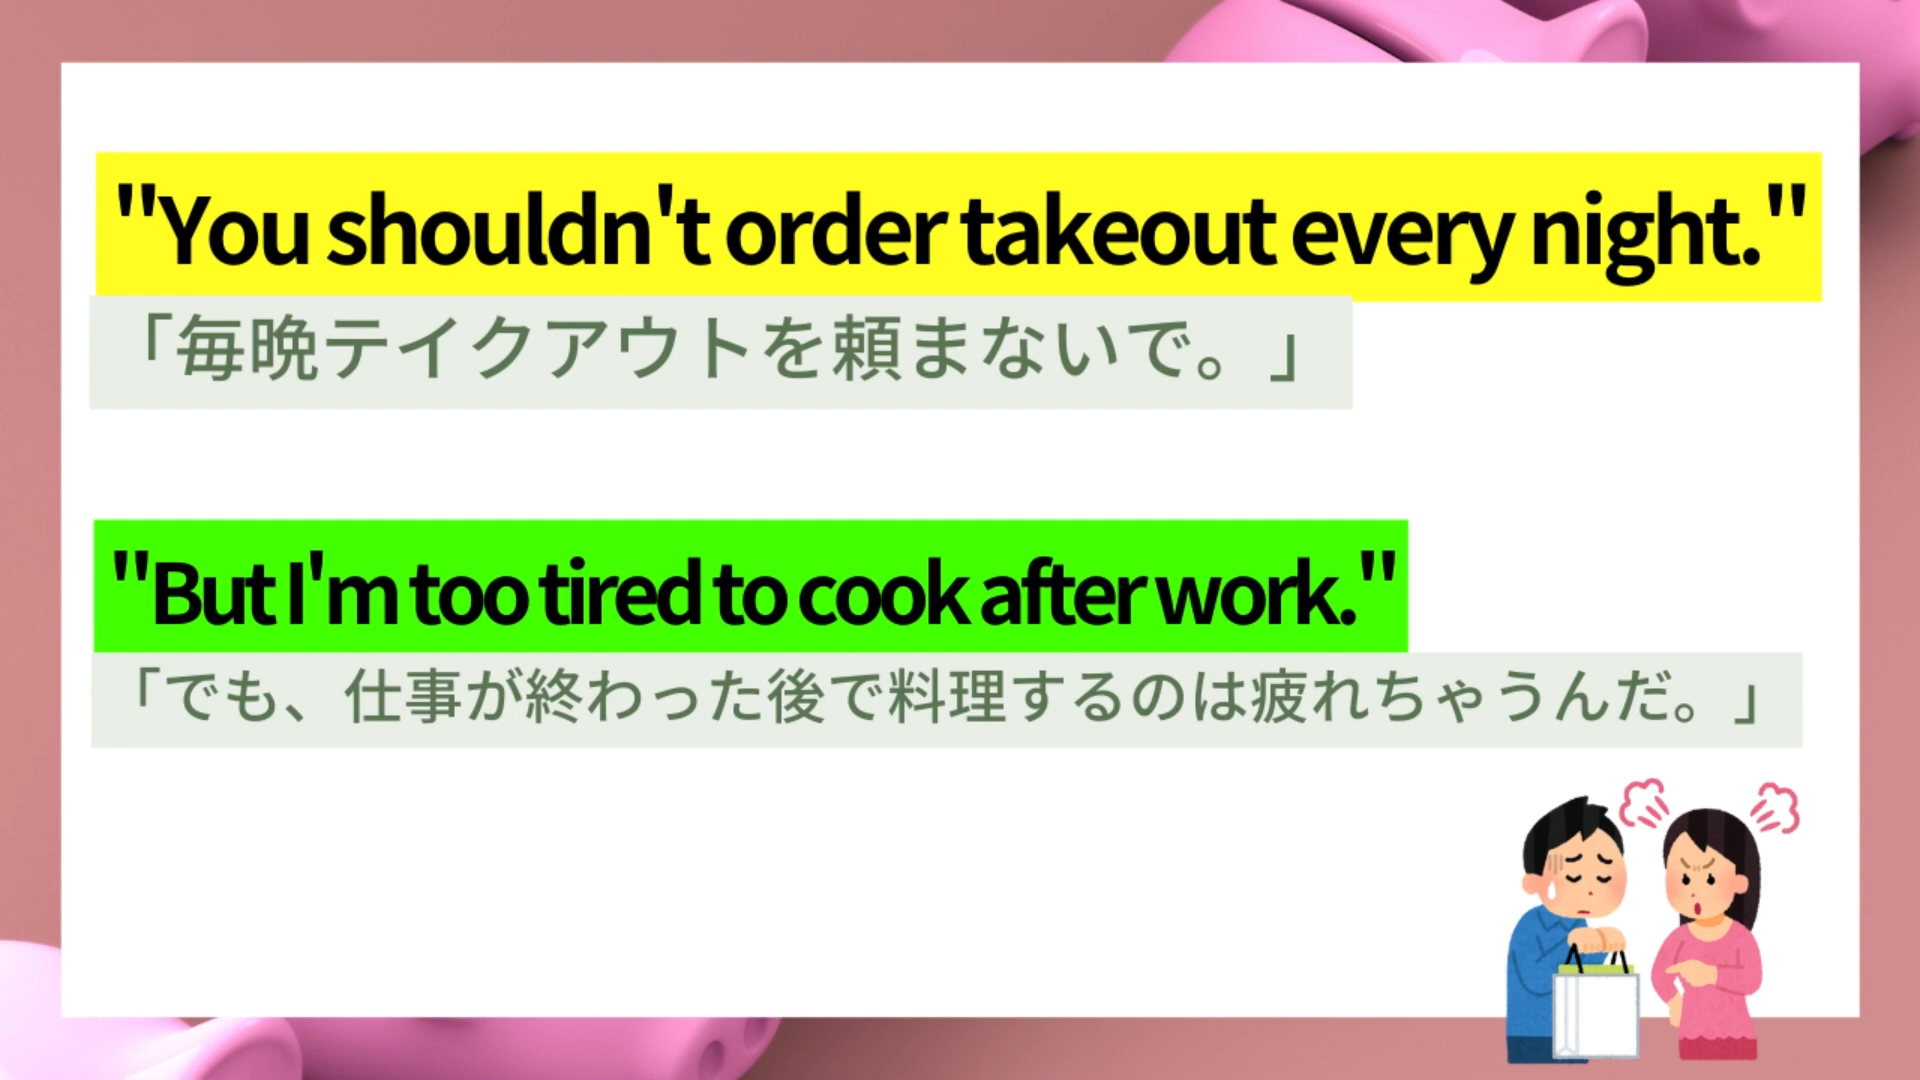 "You shouldn't order takeout every night."
「毎晩テイクアウトを頼まないで。」
"But I'm too tired to cook after work."
「でも、仕事が終わった後で料理するのは疲れちゃうんだ。」